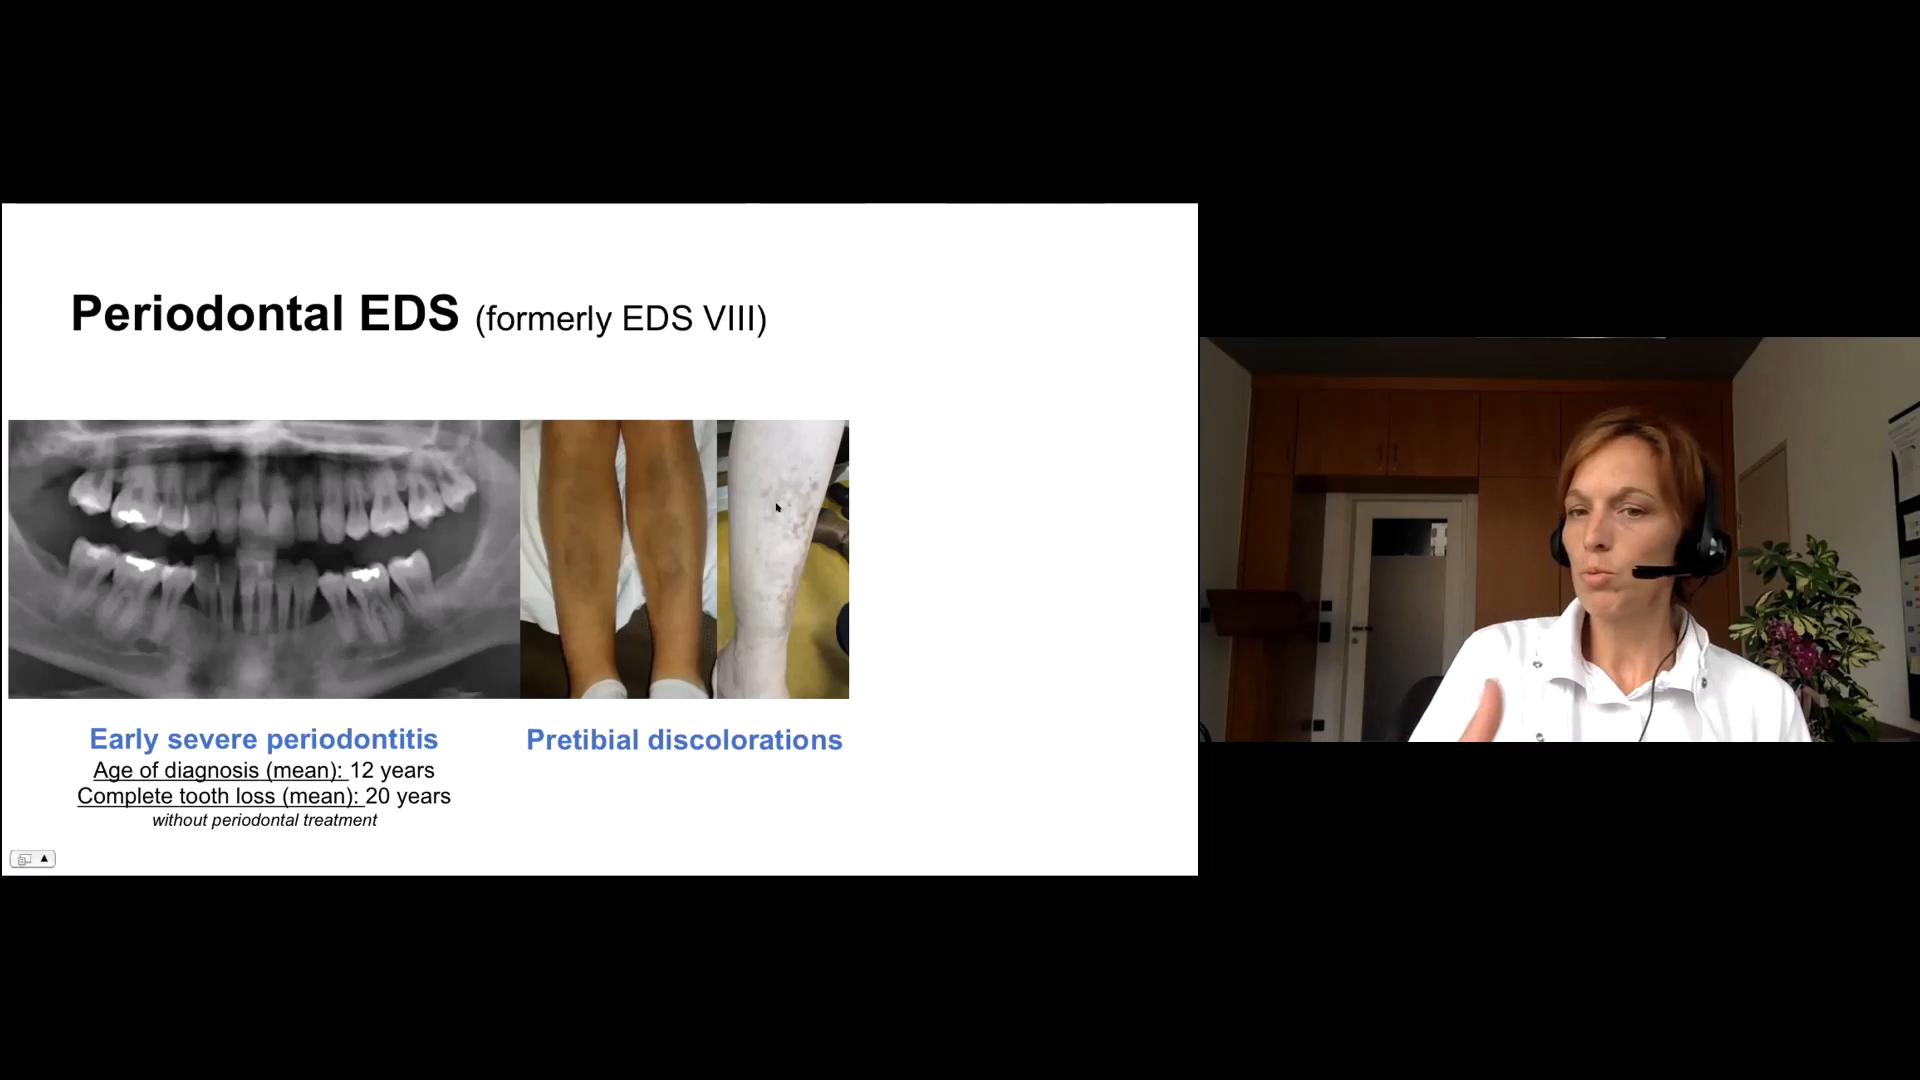 Periodontal EDS (formerly EDS VIII)
Early severe periodontitis
Age of diagnosis (mean): 12 years
Complete tooth loss (mean): 20 years
without periodontal treatment
Pretibial discolorations